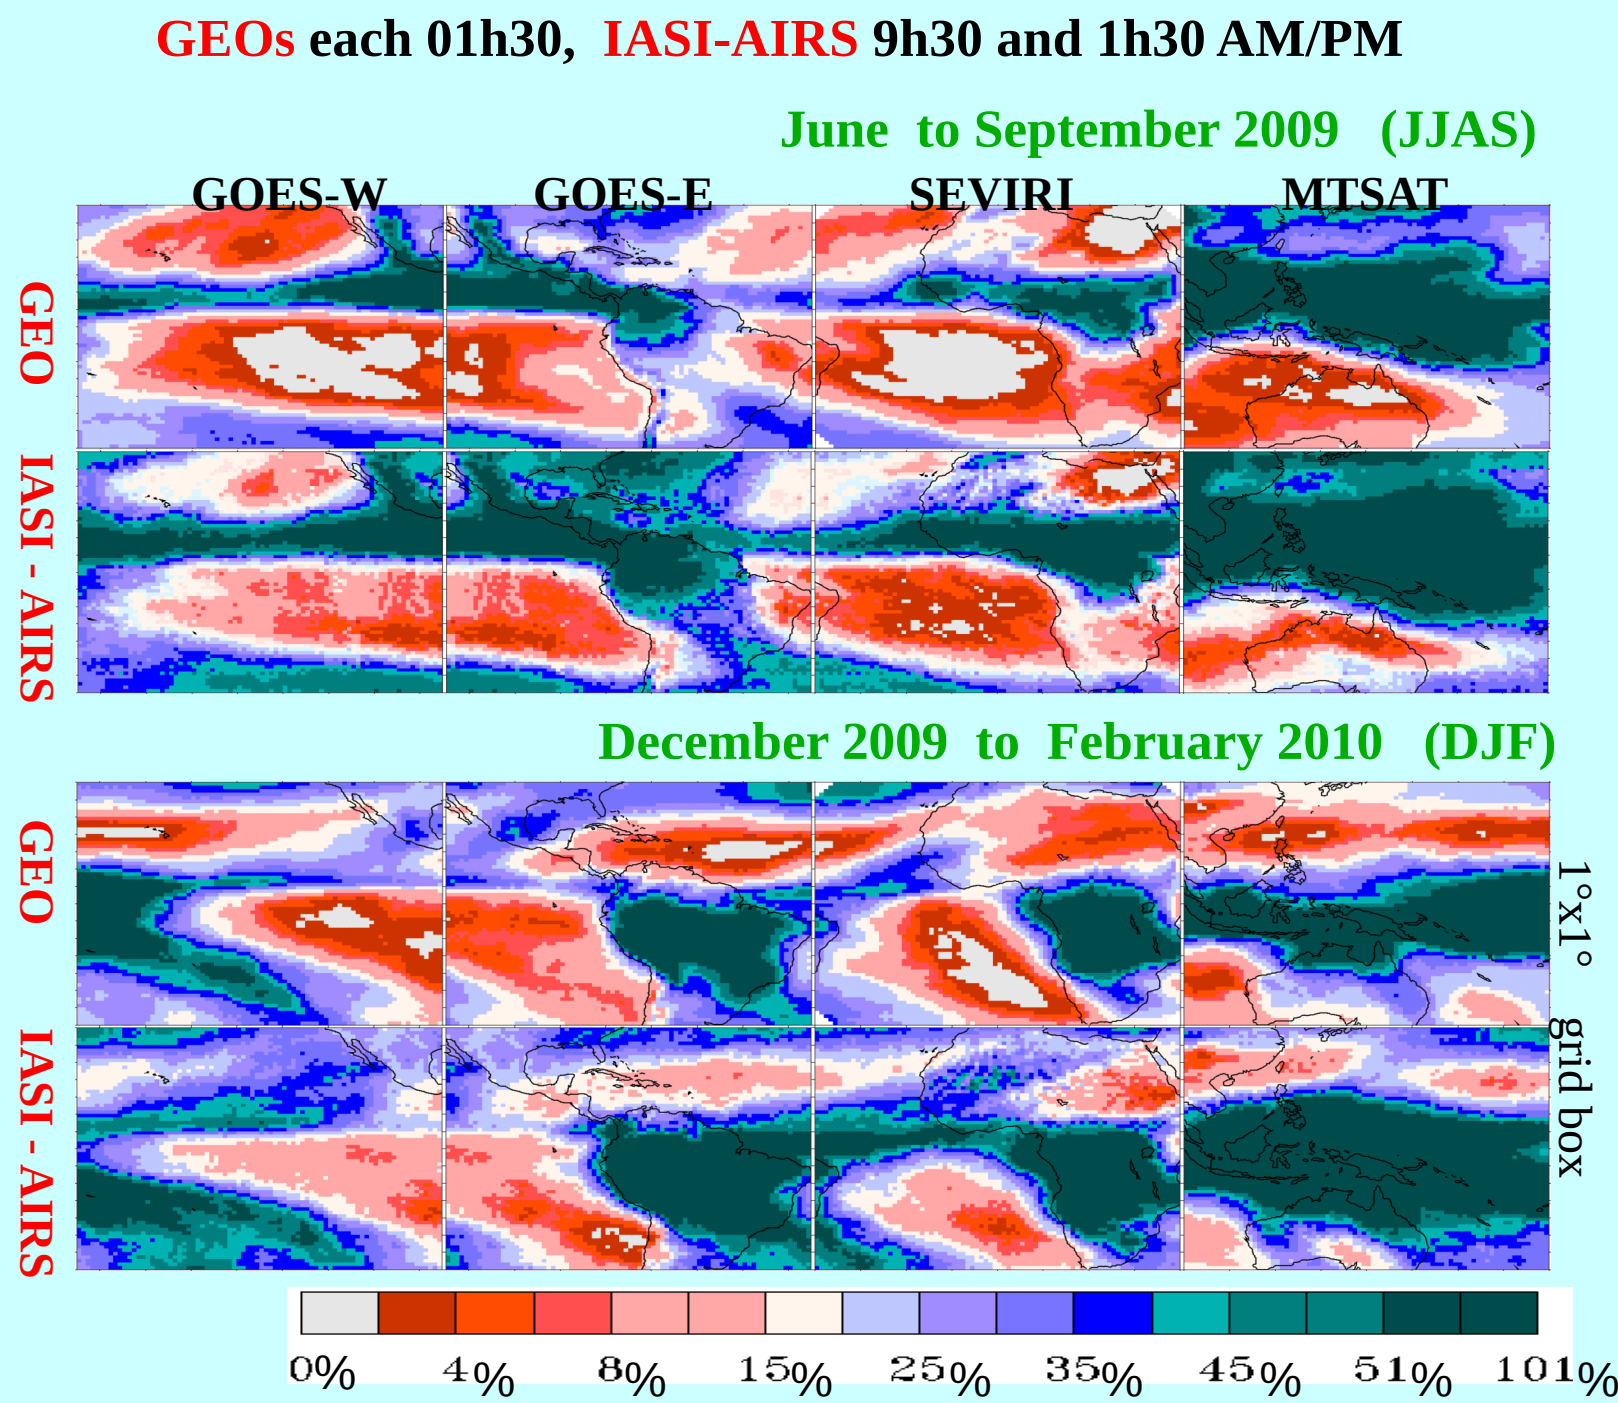 GEOs each 01h30,  IASI-AIRS 9h30 and 1h30 AM/PM
June  to September 2009   (JJAS)
GOES-W GOES-E SEVIRI MTSAT
GEO
IASI - AIRS
December 2009  to  February 2010   (DJF)
GEO
IASI - AIRS
1°x1°  grid box
0% 4% 8% 15% 25% 35% 45% 51% 101%